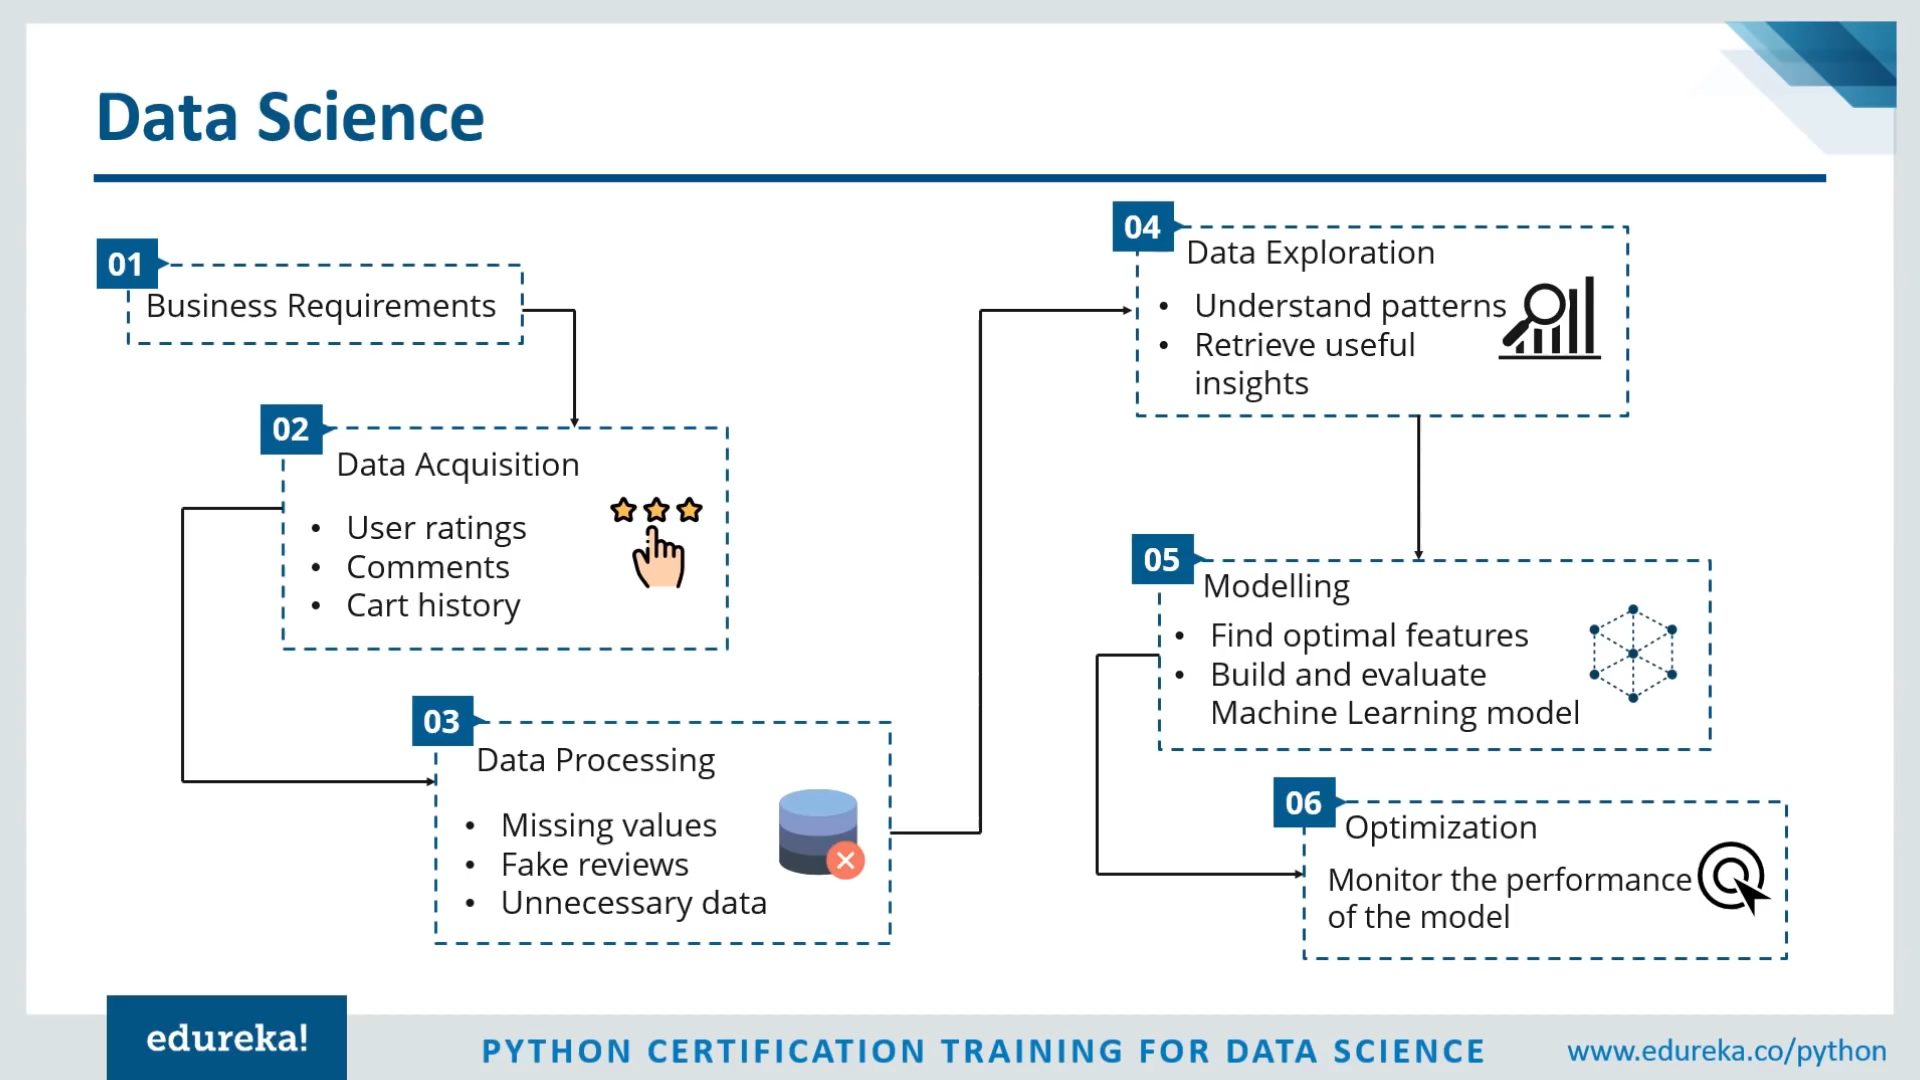 Data Science
01
Business Requirements
02
Data Acquisition
• User ratings
• Comments
• Cart history
03
Data Processing
• Missing values
• Fake reviews
• Unnecessary data
04
Data Exploration
• Understand patterns
• Retrieve useful
insights
05
Modelling
• Find optimal features
• Build and evaluate
Machine Learning model
06
Optimization
Monitor the performance
of the model
edureka!
PYTHON CERTIFICATION TRAINING FOR DATA SCIENCE
www.edureka.co/python